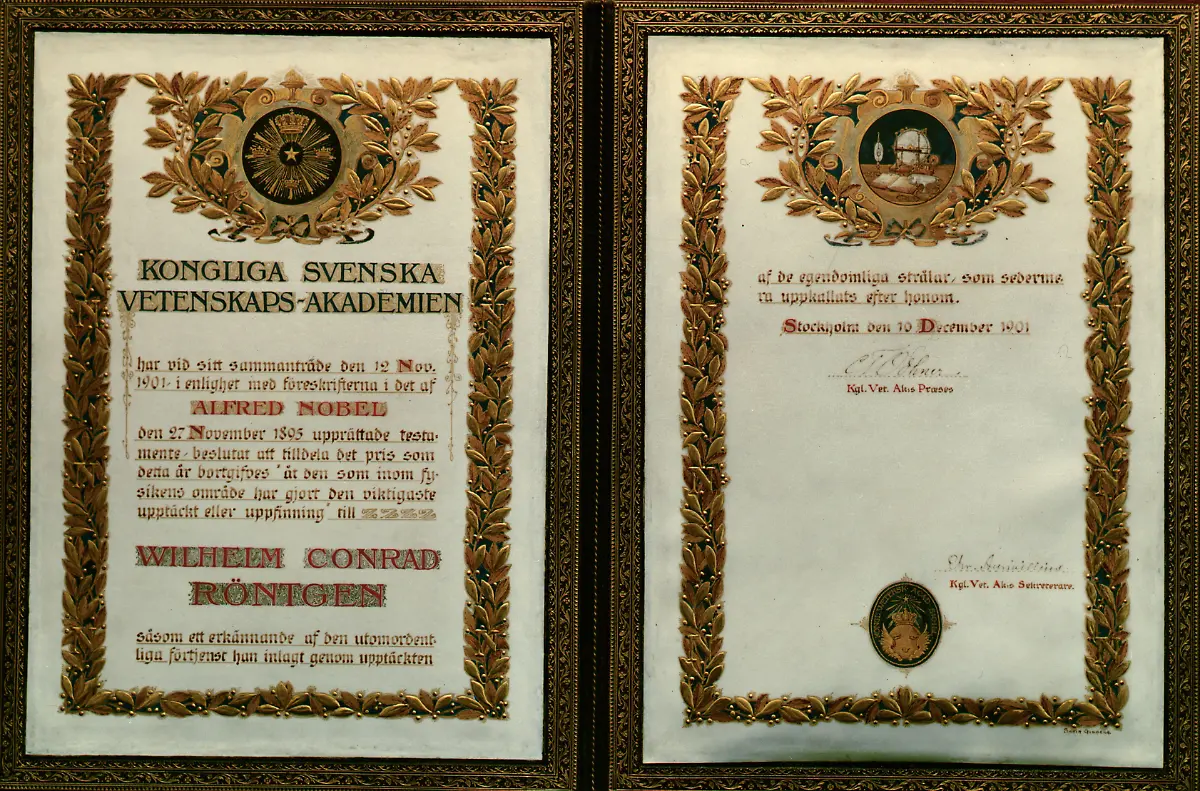 KONGLIGA SVENSKA
VETENSKAPS-AKADEMIEN
har vid sitt sammanträde den 12 Nov.
1901, i enlighet med föreskrifterna i det af
ALFRED NOBEL
den 27 November 1895 upprättade testa-
mente, beslutat att tilldela det pris som
detta år bortgifves "åt den som inom fy-
sikens område har gjort den viktigaste
upptäckt eller uppfinning" till
WILHELM CONRAD
RÖNTGEN
såsom ett erkännande af den utomordent-
liga förtjenst han inlagt genom upptäckten
af de egendomliga strålar, som sederme-
ra uppkallats efter honom.
Stockholm den 10 December 1901
Kgl. Vet. Ak:s Præses
Kgl. Vet. Ak:s Sekreterare.